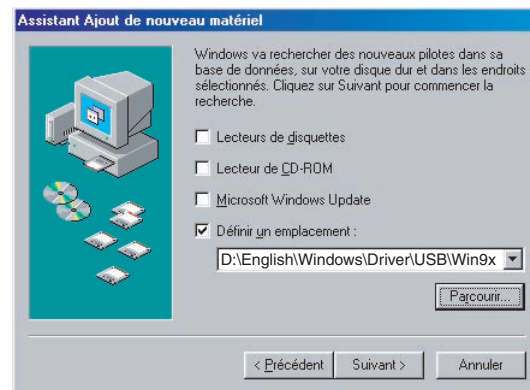 Assistant Ajout de nouveau matériel
Windows va rechercher des nouveaux pilotes dans sa
base de données, sur votre disque dur et dans les endroits
sélectionnés. Cliquez sur Suivant pour commencer la
recherche.
Lecteurs de disquettes
Lecteur de CD-ROM
Microsoft Windows Update
Définir un emplacement :
D:\English\Windows\Driver\USB\Win9x
Parcourir...
< Précédent
Suivant >
Annuler